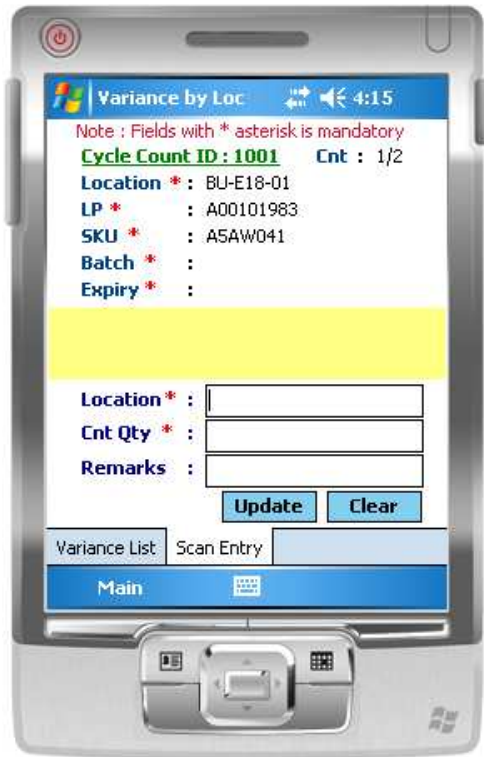 Variance by Loc 4:15
Note : Fields with * asterisk is mandatory
Cycle Count ID : 1001 Cnt : 1/2
Location * : BU-E18-01
LP * : A00101983
SKU * : A5AW041
Batch * :
Expiry * :
Location * :
Cnt Qty * :
Remarks :
Update Clear
Variance List Scan Entry
Main